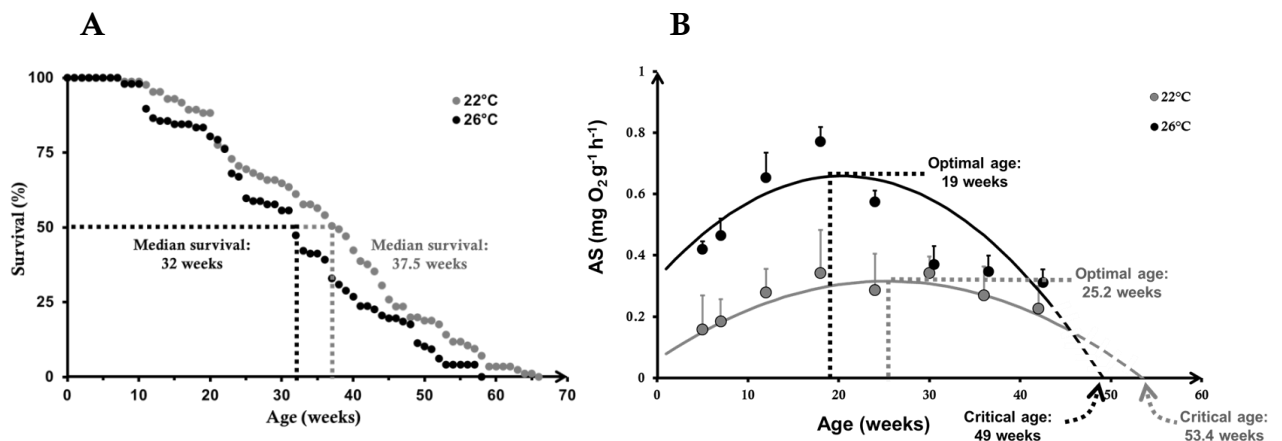 A
100
75
50
25
0
Survival (%)
22°C
26°C
Median survival:
32 weeks
Median survival:
37.5 weeks
0
10
20
30
40
50
60
70
Age (weeks)
B
1
0.8
0.6
0.4
0.2
0
AS (mg O₂ g⁻¹ h⁻¹)
22°C
26°C
Optimal age:
19 weeks
Optimal age:
25.2 weeks
0
10
20
30
40
50
60
Age (weeks)
Critical age:
49 weeks
Critical age:
53.4 weeks